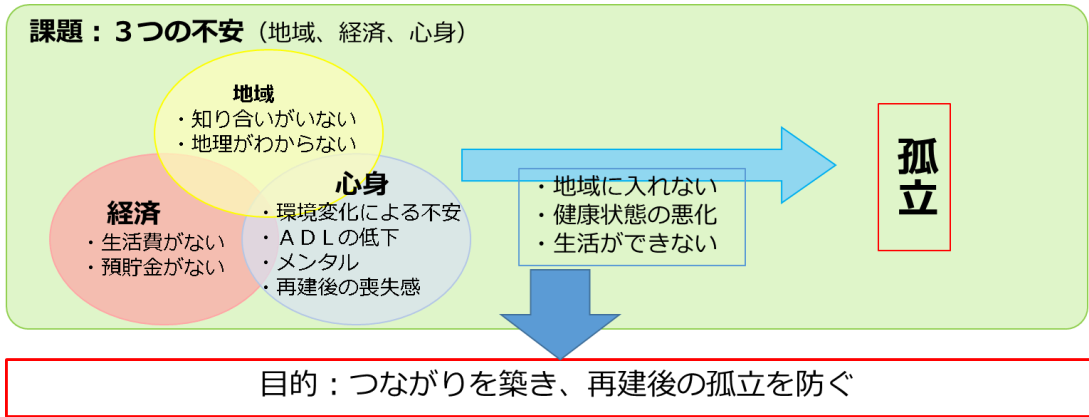 課題：３つの不安（地域、経済、心身）
地域
・知り合いがいない
・地理がわからない
経済
・生活費がない
・預貯金がない
心身
・環境変化による不安
・ＡＤＬの低下
・メンタル
・再建後の喪失感
・地域に入れない
・健康状態の悪化
・生活ができない
孤立
目的：つながりを築き、再建後の孤立を防ぐ